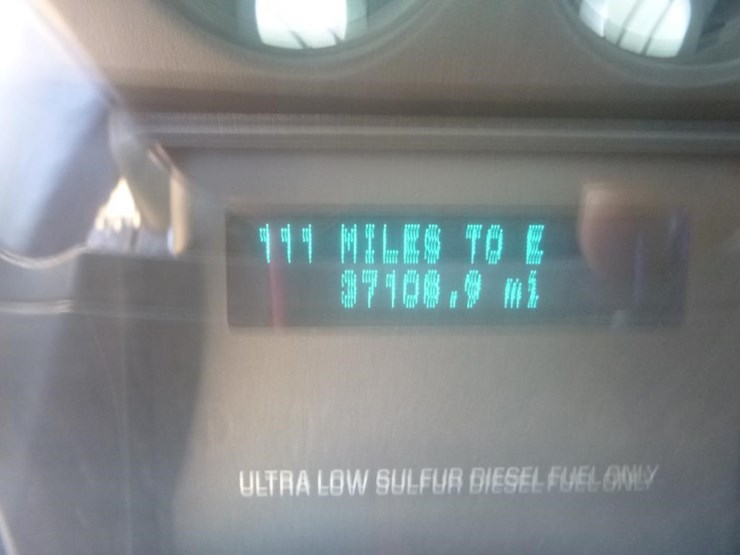 111 MILES TO E
37108.9 mi
ULTRA LOW SULFUR DIESEL FUEL ONLY